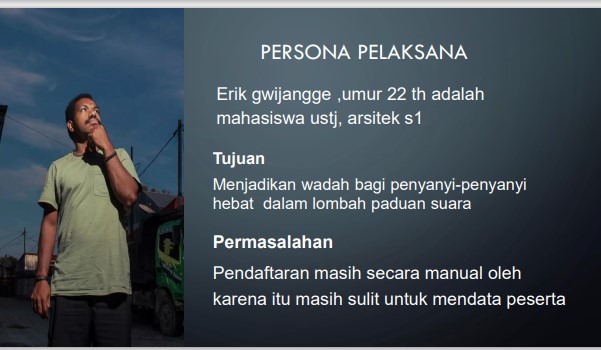 PERSONA PELAKSANA
Erik gwijangge ,umur 22 th adalah
mahasiswa ustj, arsitek s1
Tujuan
Menjadikan wadah bagi penyanyi-penyanyi
hebat  dalam lombah paduan suara
Permasalahan
Pendaftaran masih secara manual oleh
karena itu masih sulit untuk mendata peserta